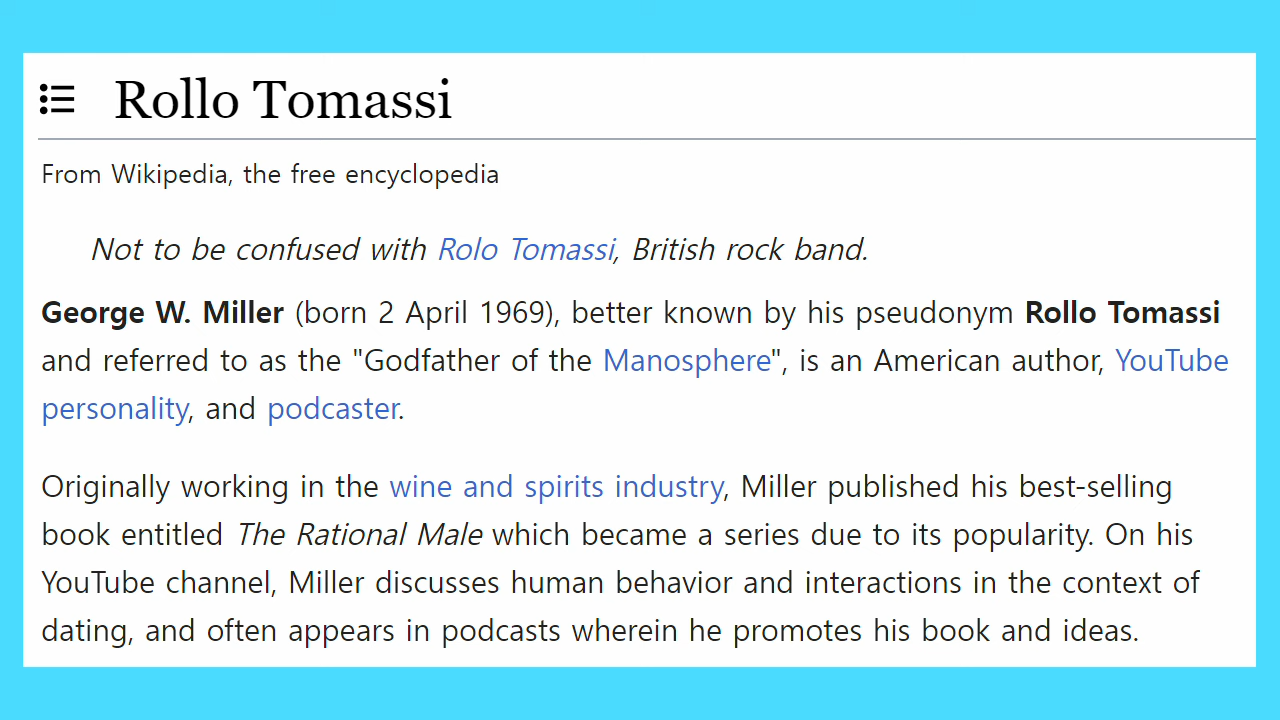 Rollo Tomassi
From Wikipedia, the free encyclopedia
Not to be confused with Rolo Tomassi, British rock band.
George W. Miller (born 2 April 1969), better known by his pseudonym Rollo Tomassi
and referred to as the "Godfather of the Manosphere", is an American author, YouTube
personality, and podcaster.
Originally working in the wine and spirits industry, Miller published his best-selling
book entitled The Rational Male which became a series due to its popularity. On his
YouTube channel, Miller discusses human behavior and interactions in the context of
dating, and often appears in podcasts wherein he promotes his book and ideas.